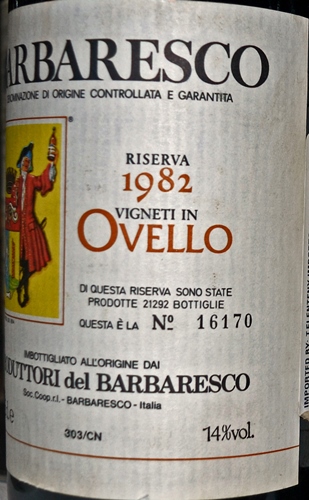 ARBARESCO
DENOMINAZIONE DI ORIGINE CONTROLLATA E GARANTITA
®
RISERVA
1982
VIGNETI IN
OVELLO
DI QUESTA RISERVA SONO STATE
PRODOTTE 21292 BOTTIGLIE
QUESTA È LA Nº 16170
IMBOTTIGLIATO ALL'ORIGINE DAI
ODUTTORI del BARBARESCO
Soc.Coop.r.l. - BARBARESCO - Italia
303/CN
14%vol.
IMPORTED BY: